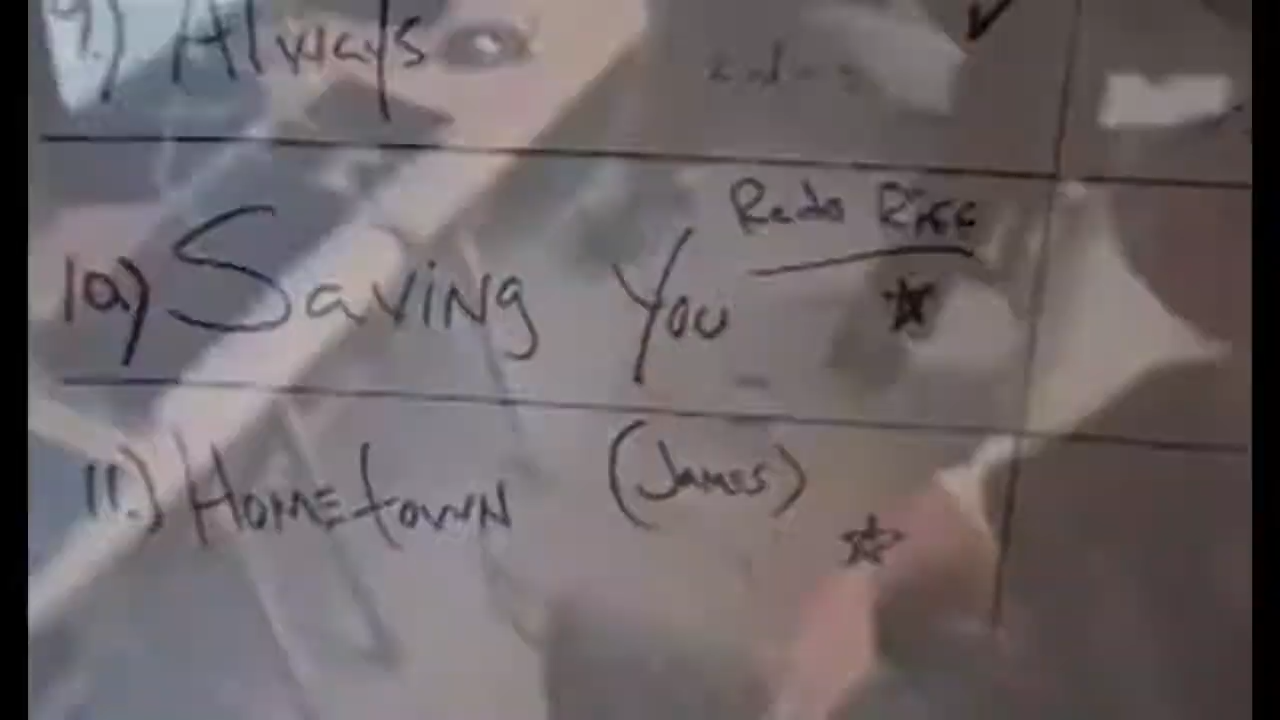 9.) Always
Redo Riff
10.) Saving You
11.) Hometown (James)